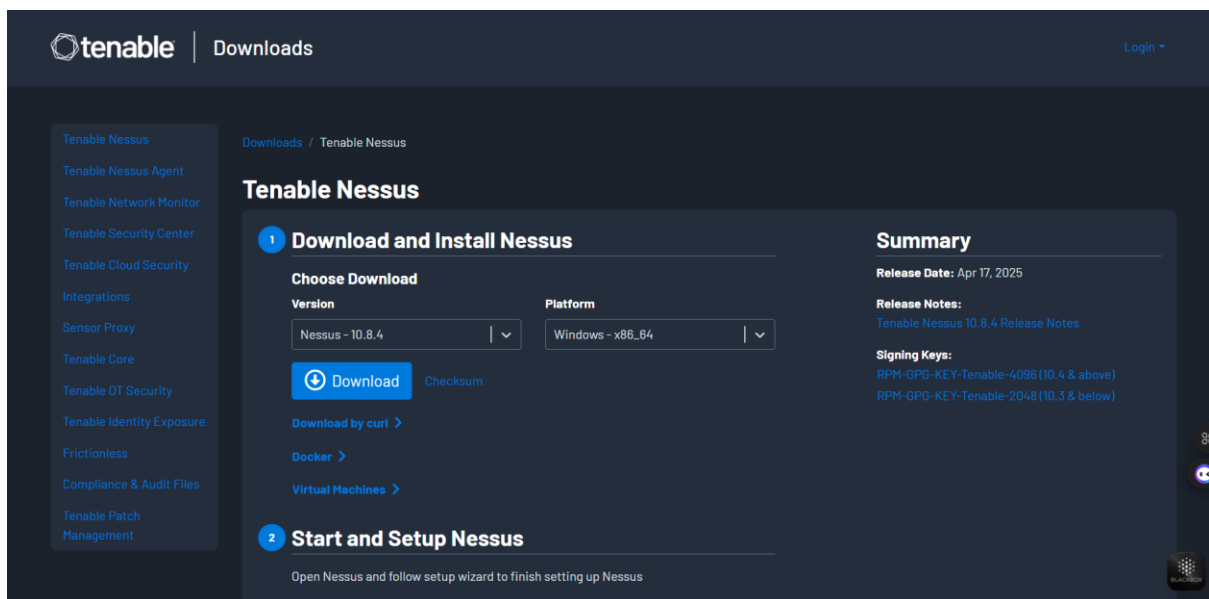 tenable
Downloads
Login
Tenable Nessus
Tenable Nessus Agent
Tenable Network Monitor
Tenable Security Center
Tenable Cloud Security
Integrations
Sensor Proxy
Tenable Core
Tenable OT Security
Tenable Identity Exposure
Frictionless
Compliance & Audit Files
Tenable Patch
Management
Downloads / Tenable Nessus
Tenable Nessus
1 Download and Install Nessus
Choose Download
Version
Platform
Nessus - 10.8.4
Windows - x86_64
Download
Checksum
Download by curl
Docker
Virtual Machines
2 Start and Setup Nessus
Open Nessus and follow setup wizard to finish setting up Nessus
Summary
Release Date: Apr 17, 2025
Release Notes:
Tenable Nessus 10.8.4 Release Notes
Signing Keys:
RPM-GPG-KEY-Tenable-4096 (10.4 & above)
RPM-GPG-KEY-Tenable-2048 (10.3 & below)
BLACKBOX